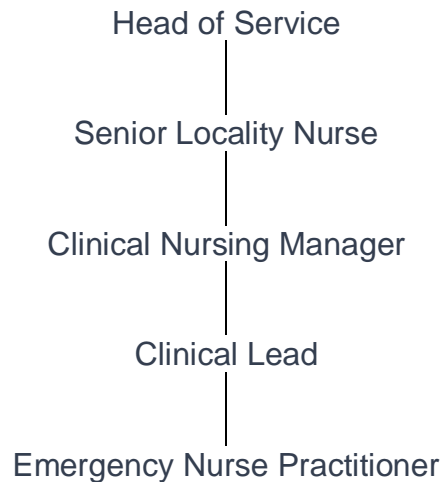 Head of Service
Senior Locality Nurse
Clinical Nursing Manager
Clinical Lead
Emergency Nurse Practitioner